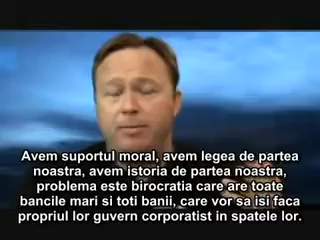 Avem suportul moral, avem legea de partea
noastra, avem istoria de partea noastra,
problema este birocratia care are toate
bancile mari si toti banii, care vor sa isi faca
propriul lor guvern corporatist in spatele lor.